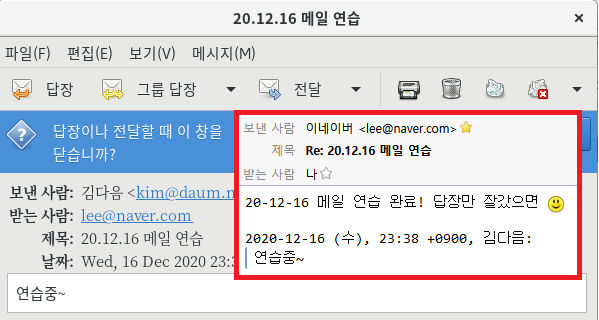 20.12.16 메일 연습
파일(F) 편집(E) 보기(V) 메시지(M)
답장 그룹 답장 전달
답장이나 전달할 때 이 창을
닫습니까?
보낸 사람: 김다음 <kim@daum.n
받는 사람: lee@naver.com
제목: 20.12.16 메일 연습
날짜: Wed, 16 Dec 2020 23:3
연습중~
보낸 사람 이네이버 <lee@naver.com>
제목 Re: 20.12.16 메일 연습
받는 사람 나
20-12-16 메일 연습 완료! 답장만 잘갔으면
2020-12-16 (수), 23:38 +0900, 김다음:
연습중~